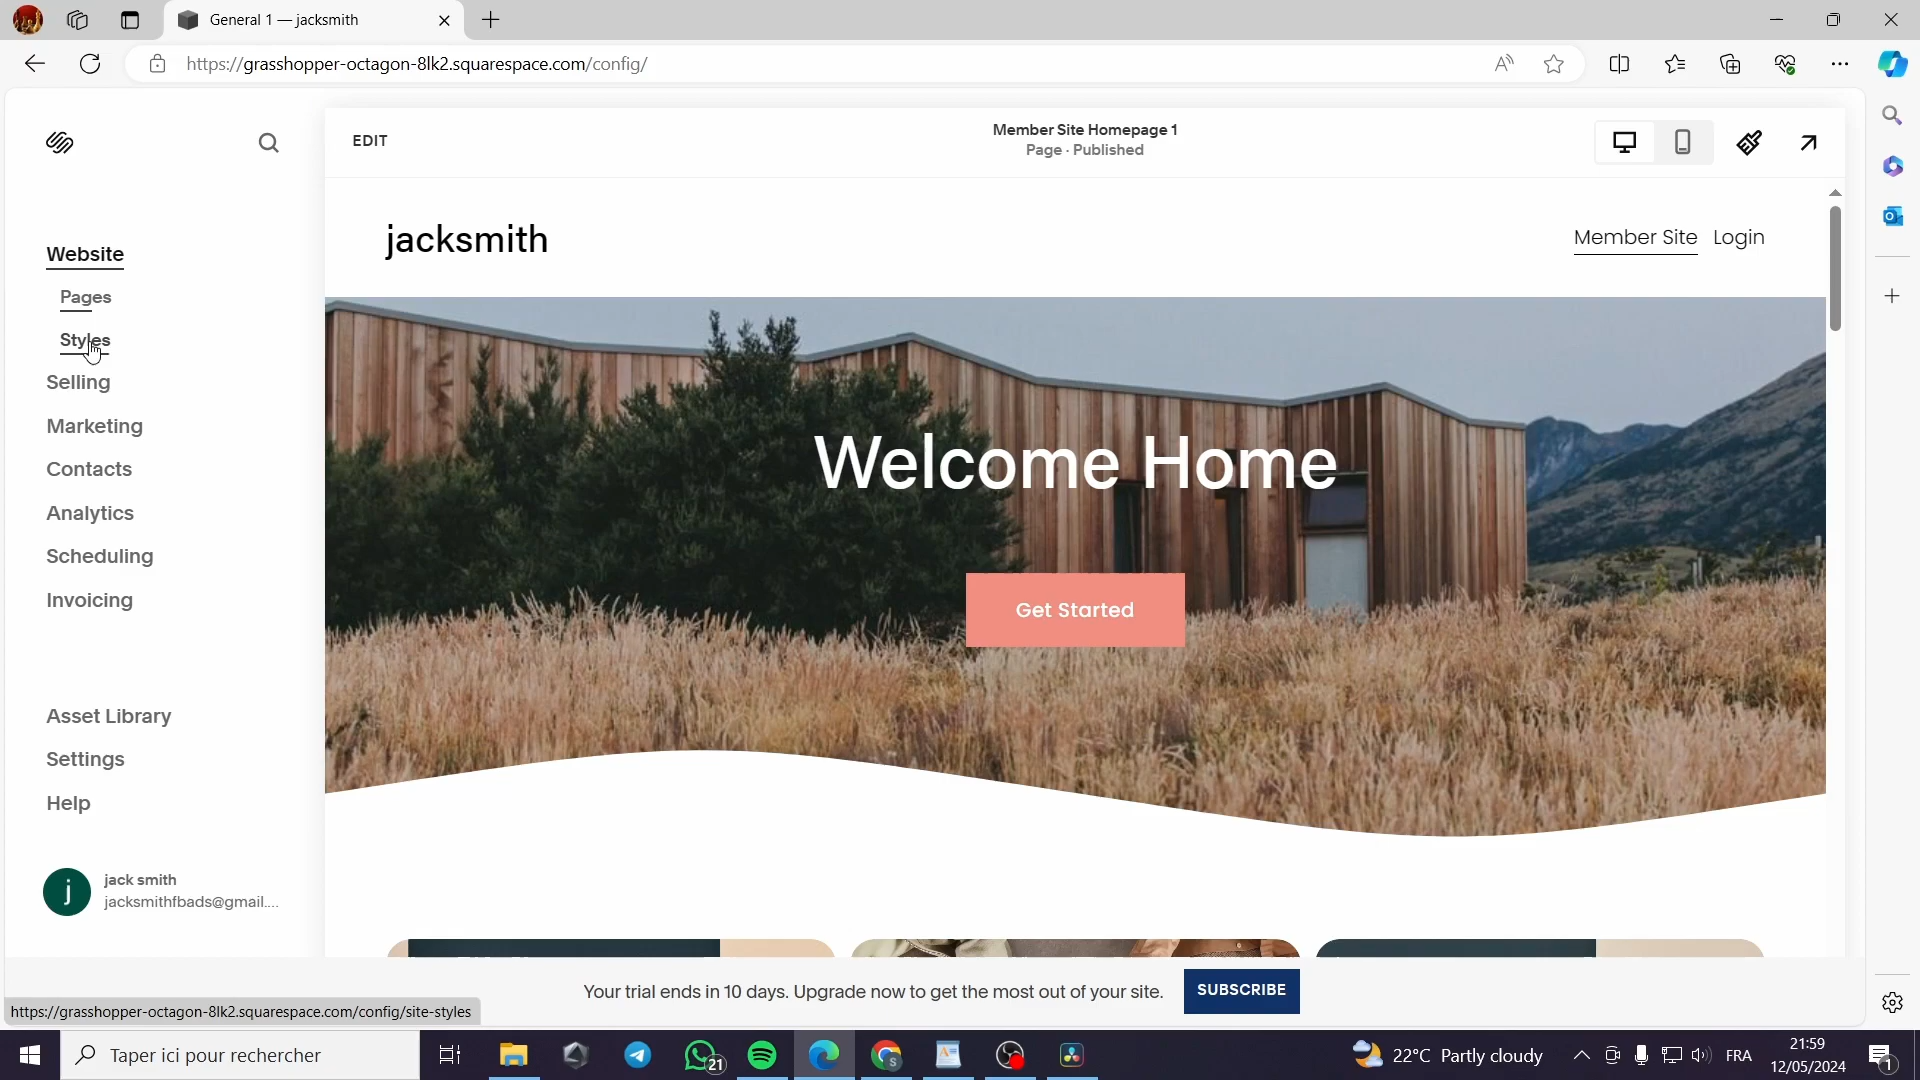 General 1 — jacksmith
https://grasshopper-octagon-8lk2.squarespace.com/config/
EDIT
Member Site Homepage 1
Page · Published
jacksmith
Member Site
Login
Website
Pages
Styles
Selling
Marketing
Contacts
Analytics
Scheduling
Invoicing
Asset Library
Settings
Help
j
jack smith
jacksmithfbads@gmail....
Welcome Home
Get Started
Your trial ends in 10 days. Upgrade now to get the most out of your site.
SUBSCRIBE
https://grasshopper-octagon-8lk2.squarespace.com/config/site-styles
Taper ici pour rechercher
21
22°C Partly cloudy
FRA
21:59
12/05/2024
1